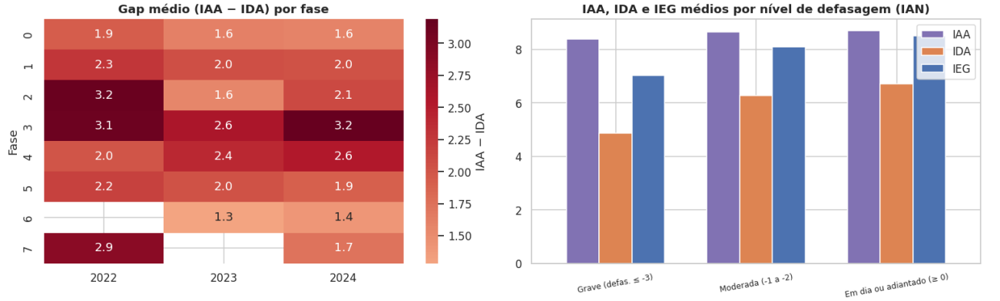 Gap médio (IAA − IDA) por fase
Fase
0 1.9 1.6 1.6
1 2.3 2.0 2.0
2 3.2 1.6 2.1
3 3.1 2.6 3.2
4 2.0 2.4 2.6
5 2.2 2.0 1.9
6 1.3 1.4
7 2.9 1.7
2022 2023 2024
3.00
2.75
2.50
2.25
2.00
1.75
1.50
IAA − IDA
IAA, IDA e IEG médios por nível de defasagem (IAN)
8
6
4
2
0
IAA
IDA
IEG
Grave (defas. ≤ -3)
Moderada (-1 a -2)
Em dia ou adiantado (≥ 0)